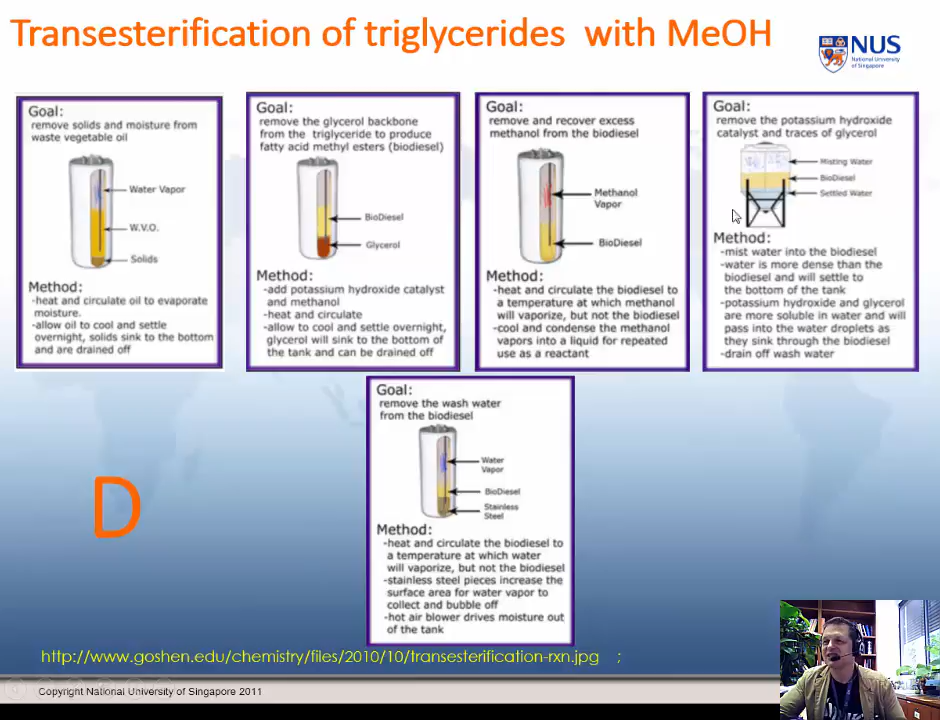 Transesterification of triglycerides with MeOH
NUS
National University
of Singapore
Goal:
remove solids and moisture from
waste vegetable oil
Water Vapor
W.V.O.
Solids
Method:
-heat and circulate oil to evaporate
moisture.
-allow oil to cool and settle
overnight, solids sink to the bottom
and are drained off
Goal:
remove the glycerol backbone
from the triglyceride to produce
fatty acid methyl esters (biodiesel)
BioDiesel
Glycerol
Method:
-add potassium hydroxide catalyst
and methanol
-heat and circulate
-allow to cool and settle overnight,
glycerol will sink to the bottom of
the tank and can be drained off
Goal:
remove and recover excess
methanol from the biodiesel
Methanol
Vapor
BioDiesel
Method:
-heat and circulate the biodiesel to
a temperature at which methanol
will vaporize, but not the biodiesel
-cool and condense the methanol
vapors into a liquid for repeated
use as a reactant
Goal:
remove the potassium hydroxide
catalyst and traces of glycerol
Misting Water
BioDiesel
Settled Water
Method:
-mist water into the biodiesel
-water is more dense than the
biodiesel and will settle to
the bottom of the tank
-potassium hydroxide and glycerol
are more soluble in water and will
pass into the water droplets as
they sink through the biodiesel
-drain off wash water
Goal:
remove the wash water
from the biodiesel
Water
Vapor
BioDiesel
Stainless
Steel
Method:
-heat and circulate the biodiesel to
a temperature at which water
will vaporize, but not the biodiesel
-stainless steel pieces increase the
surface area for water vapor to
collect and bubble off
-hot air blower drives moisture out
of the tank
D
http://www.goshen.edu/chemistry/files/2010/10/transesterification-rxn.jpg ;
Copyright National University of Singapore 2011